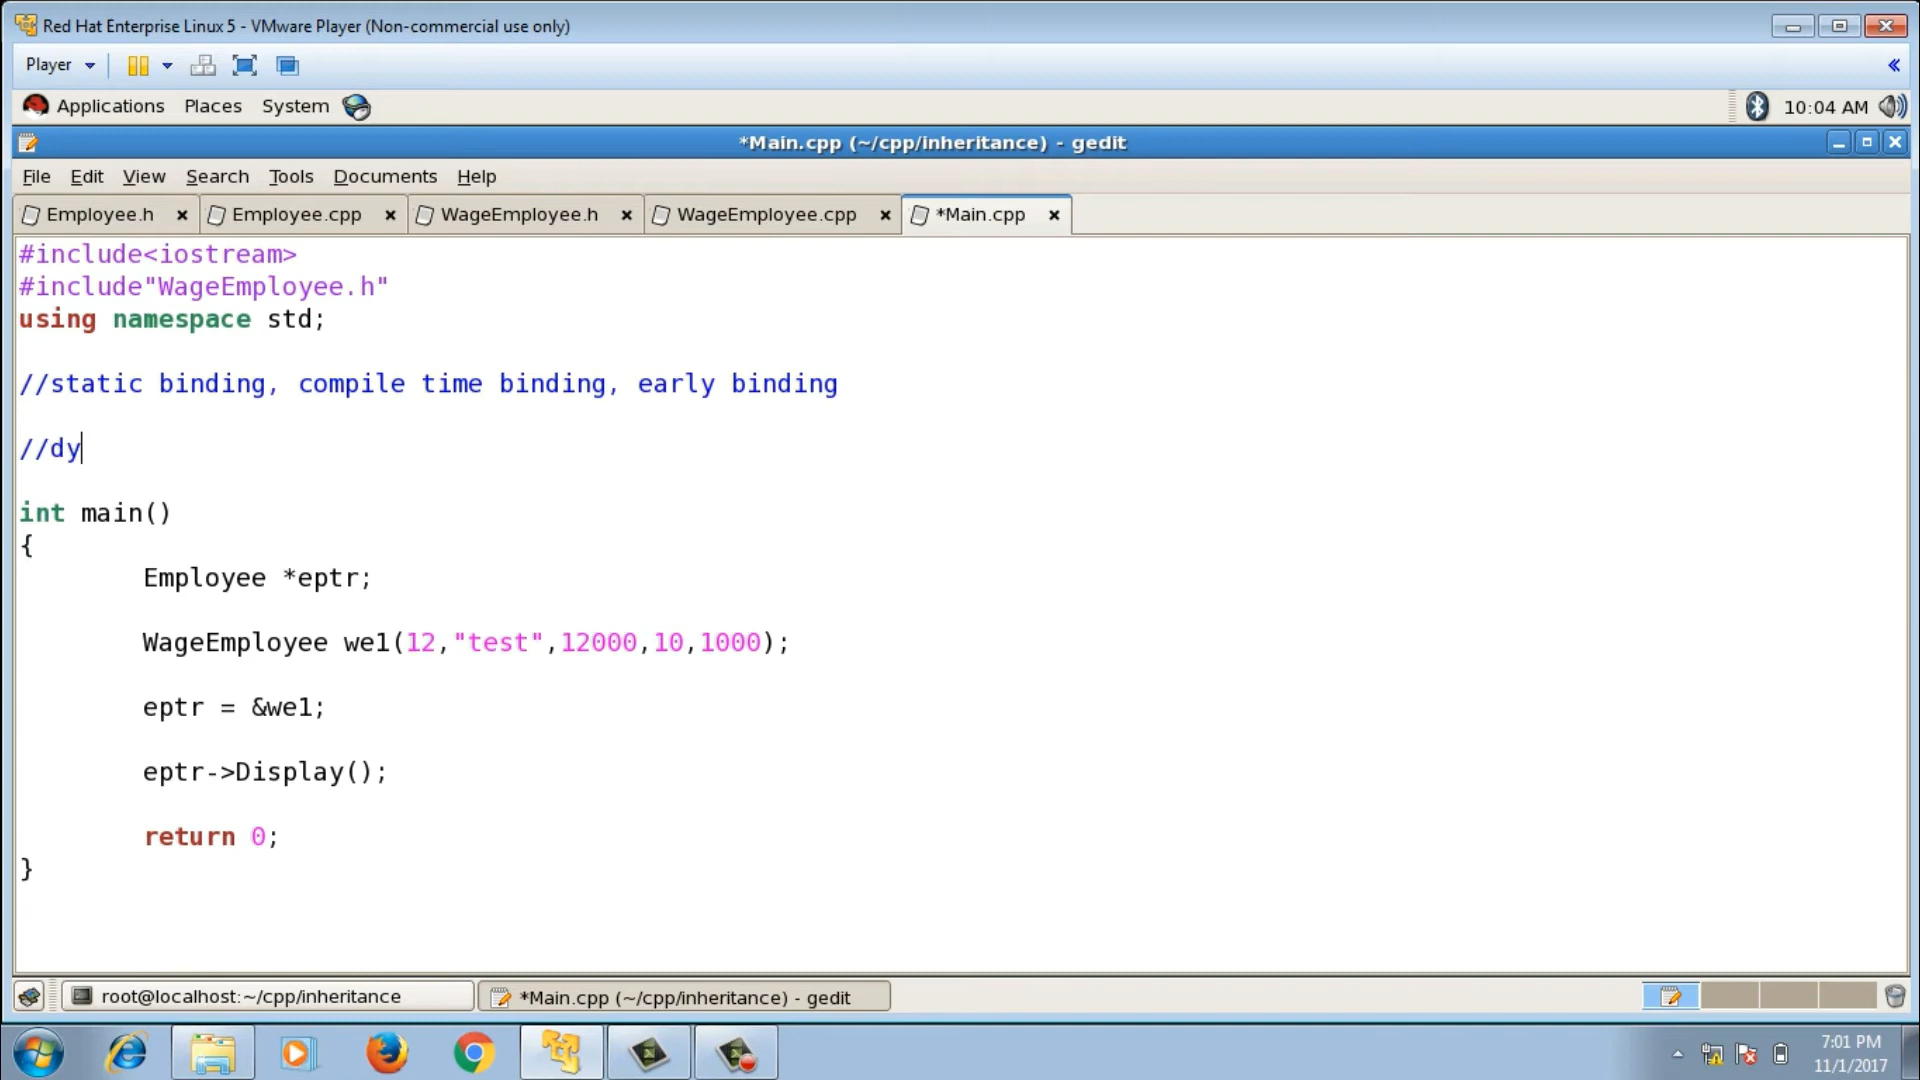 Red Hat Enterprise Linux 5 - VMware Player (Non-commercial use only)
Player
Applications Places System 10:04 AM
*Main.cpp (~/cpp/inheritance) - gedit
File Edit View Search Tools Documents Help
Employee.h Employee.cpp WageEmployee.h WageEmployee.cpp *Main.cpp
#include<iostream>
#include"WageEmployee.h"
using namespace std;
//static binding, compile time binding, early binding
//dy
int main()
{
Employee *eptr;
WageEmployee we1(12,"test",12000,10,1000);
eptr = &we1;
eptr->Display();
return 0;
}
root@localhost:~/cpp/inheritance *Main.cpp (~/cpp/inheritance) - gedit
7:01 PM
11/1/2017